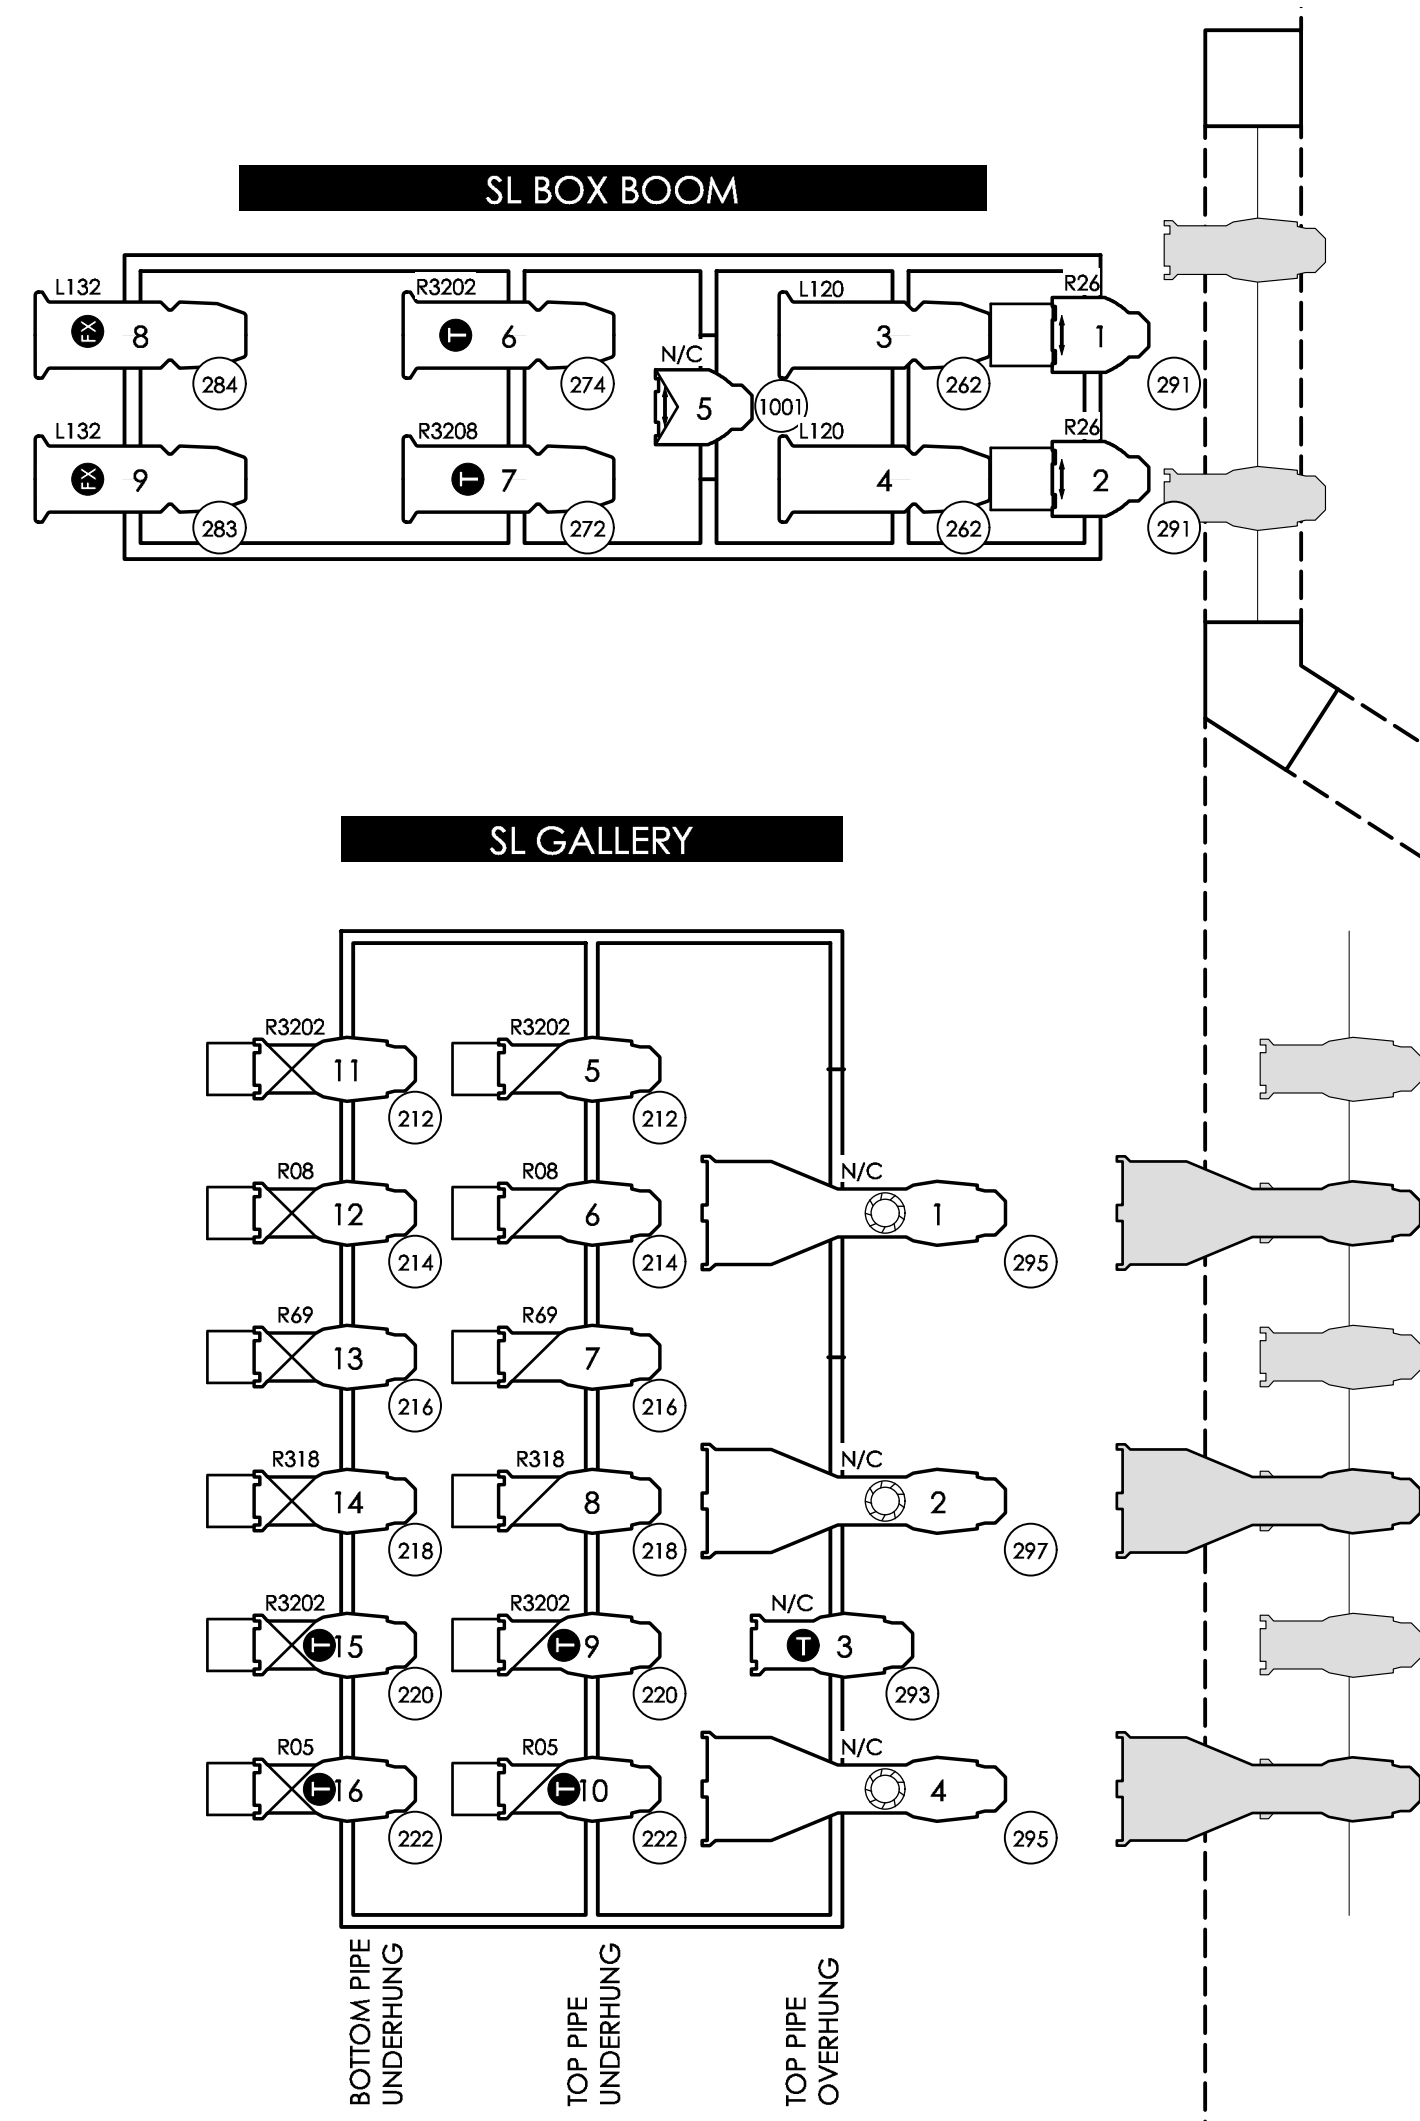 SL BOX BOOM
L132
R3202
L120
R26
FX
8
T
6
3
1
N/C
284
274
5
1001
262
291
L132
R3208
L120
R26
FX
9
T
7
4
2
283
272
262
291
SL GALLERY
R3202
R3202
11
5
212
212
R08
R08
N/C
12
6
1
214
214
295
R69
R69
13
7
216
216
R318
R318
N/C
14
8
2
218
218
297
R3202
R3202
N/C
T
15
T
9
T
3
220
220
293
R05
R05
N/C
T
16
T
10
4
222
222
295
BOTTOM PIPE
UNDERHUNG
TOP PIPE
UNDERHUNG
TOP PIPE
OVERHUNG